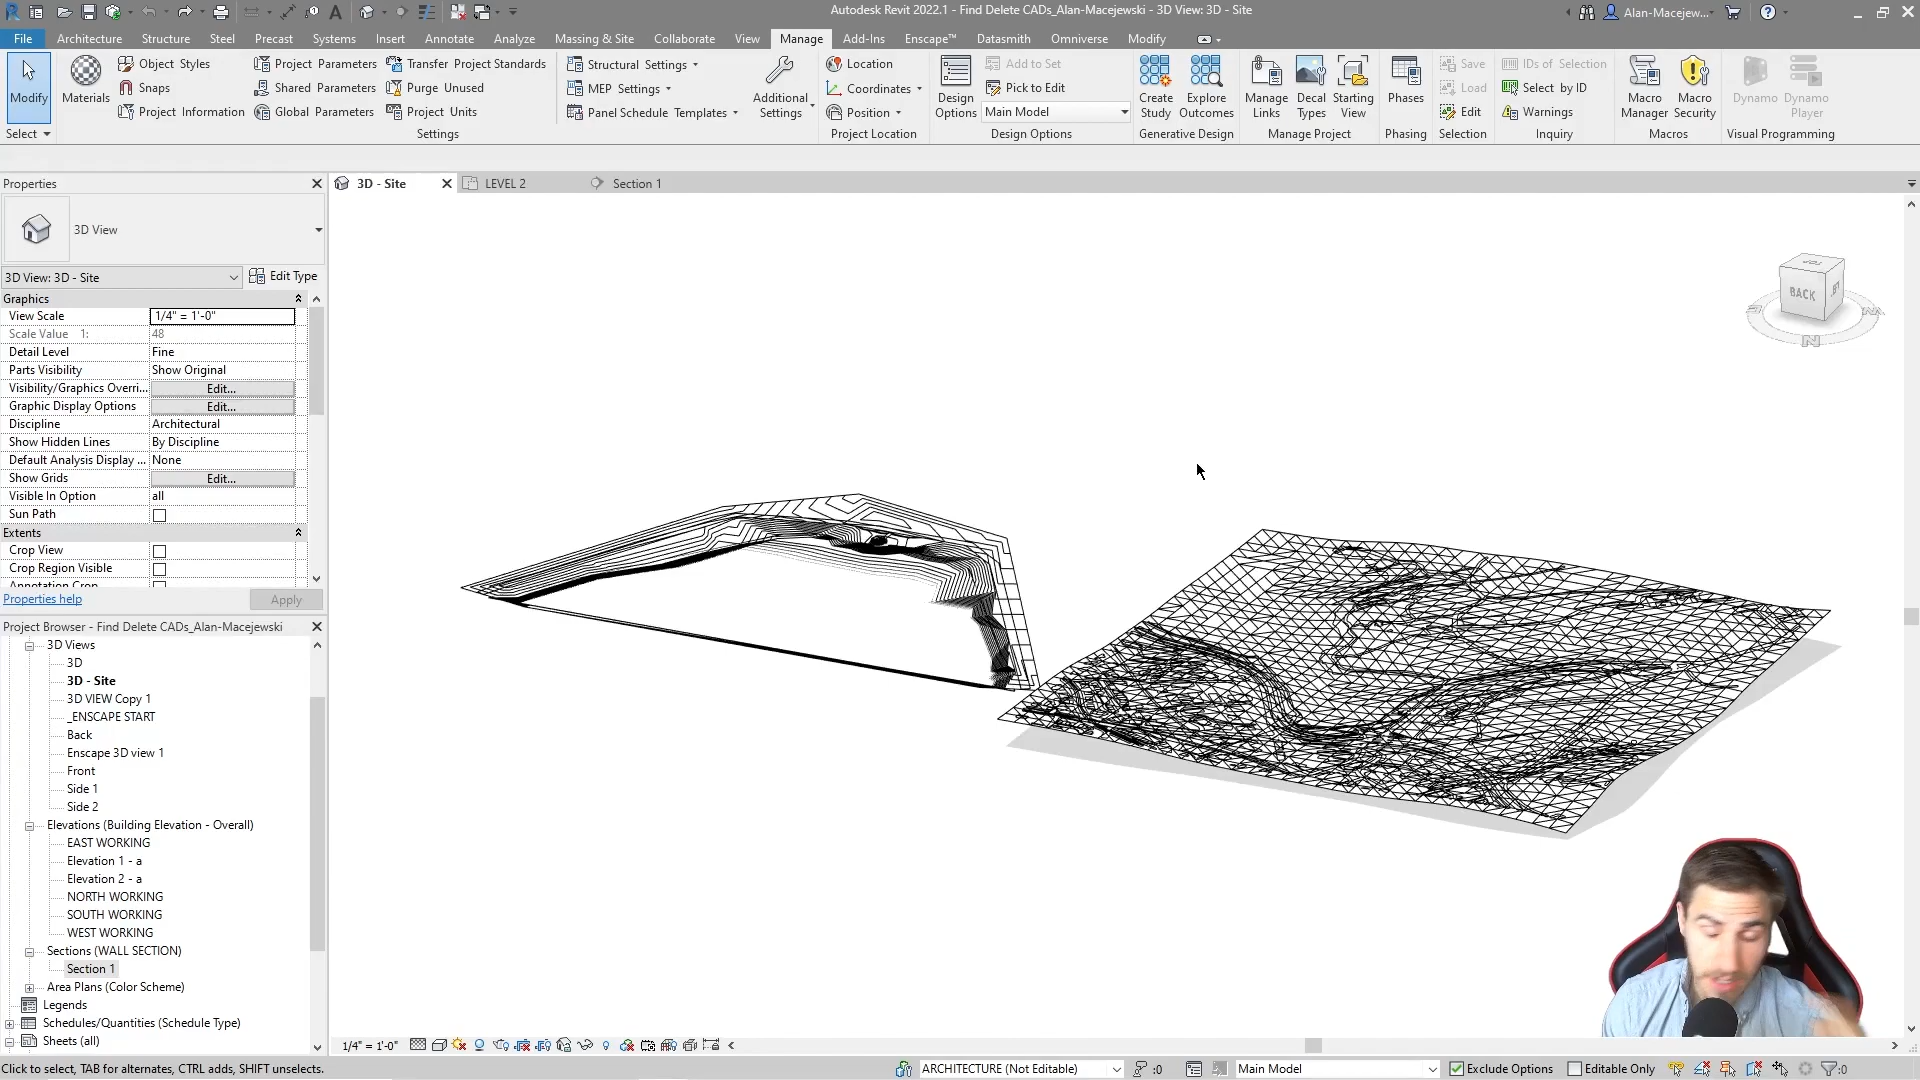 Autodesk Revit 2022.1 - Find Delete CADs_Alan-Macejewski - 3D View: 3D - Site
Alan-Macejew...
File Architecture Structure Steel Precast Systems Insert Annotate Analyze Massing & Site Collaborate View Manage Add-Ins Enscape™ Datasmith Omniverse Modify
Modify
Materials
Object Styles
Snaps
Project Information
Project Parameters
Shared Parameters
Global Parameters
Transfer Project Standards
Purge Unused
Project Units
Structural Settings
MEP Settings
Panel Schedule Templates
Additional Settings
Location
Coordinates
Position
Design Options
Add to Set
Pick to Edit
Main Model
Create Study
Explore Outcomes
Manage Links
Decal Types
Starting View
Phases
Save
Load
Edit
IDs of Selection
Select by ID
Warnings
Macro Manager
Macro Security
Dynamo
Dynamo Player
Select Settings Project Location Design Options Generative Design Manage Project Phasing Selection Inquiry Macros Visual Programming
Properties
3D - Site
LEVEL 2
Section 1
3D View
3D View: 3D - Site
Edit Type
Graphics
View Scale 1/4" = 1'-0"
Scale Value 1: 48
Detail Level Fine
Parts Visibility Show Original
Visibility/Graphics Overri... Edit...
Graphic Display Options Edit...
Discipline Architectural
Show Hidden Lines By Discipline
Default Analysis Display ... None
Show Grids Edit...
Visible In Option all
Sun Path
Extents
Crop View
Crop Region Visible
Annotation Crop
Properties help
Apply
BACK
N
Project Browser - Find Delete CADs_Alan-Macejewski
3D Views
3D
3D - Site
3D VIEW Copy 1
_ENSCAPE START
Back
Enscape 3D view 1
Front
Side 1
Side 2
Elevations (Building Elevation - Overall)
EAST WORKING
Elevation 1 - a
Elevation 2 - a
NORTH WORKING
SOUTH WORKING
WEST WORKING
Sections (WALL SECTION)
Section 1
Area Plans (Color Scheme)
Legends
Schedules/Quantities (Schedule Type)
Sheets (all)
1/4" = 1'-0"
Click to select, TAB for alternates, CTRL adds, SHIFT unselects.
ARCHITECTURE (Not Editable)
:0
Main Model
Exclude Options
Editable Only
:0